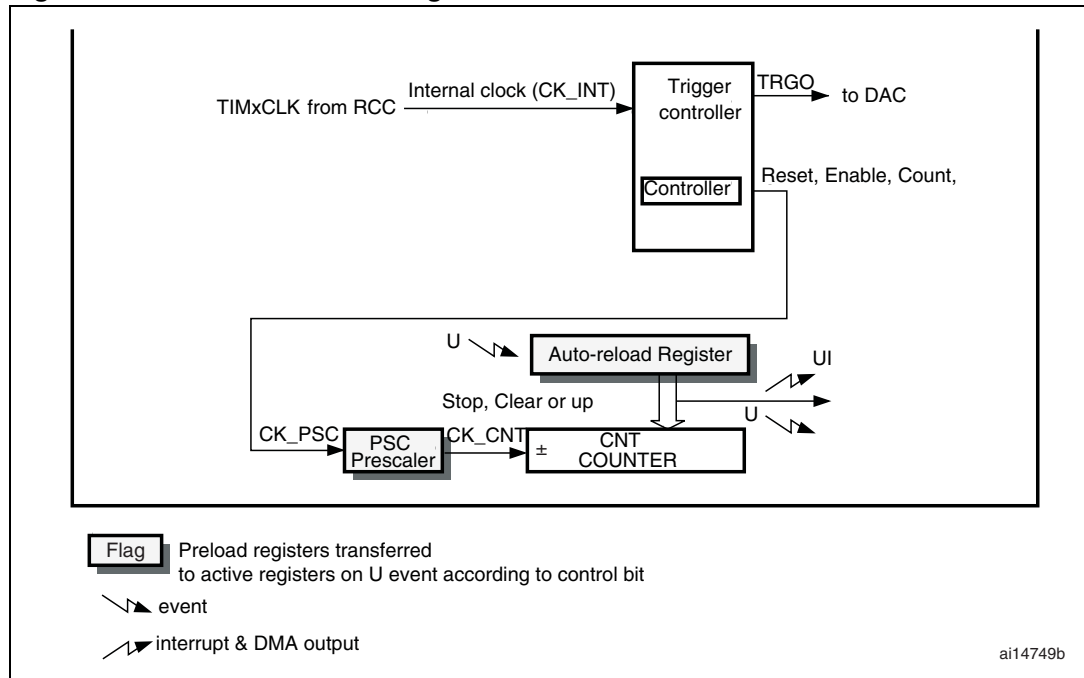 Internal clock (CK_INT)
TIMxCLK from RCC
Trigger
controller
TRGO
to DAC
Controller
Reset, Enable, Count,
U
Auto-reload Register
UI
Stop, Clear or up
U
CK_PSC
PSC
Prescaler
CK_CNT
±
CNT
COUNTER
Flag
Preload registers transferred
to active registers on U event according to control bit
event
interrupt & DMA output
ai14749b